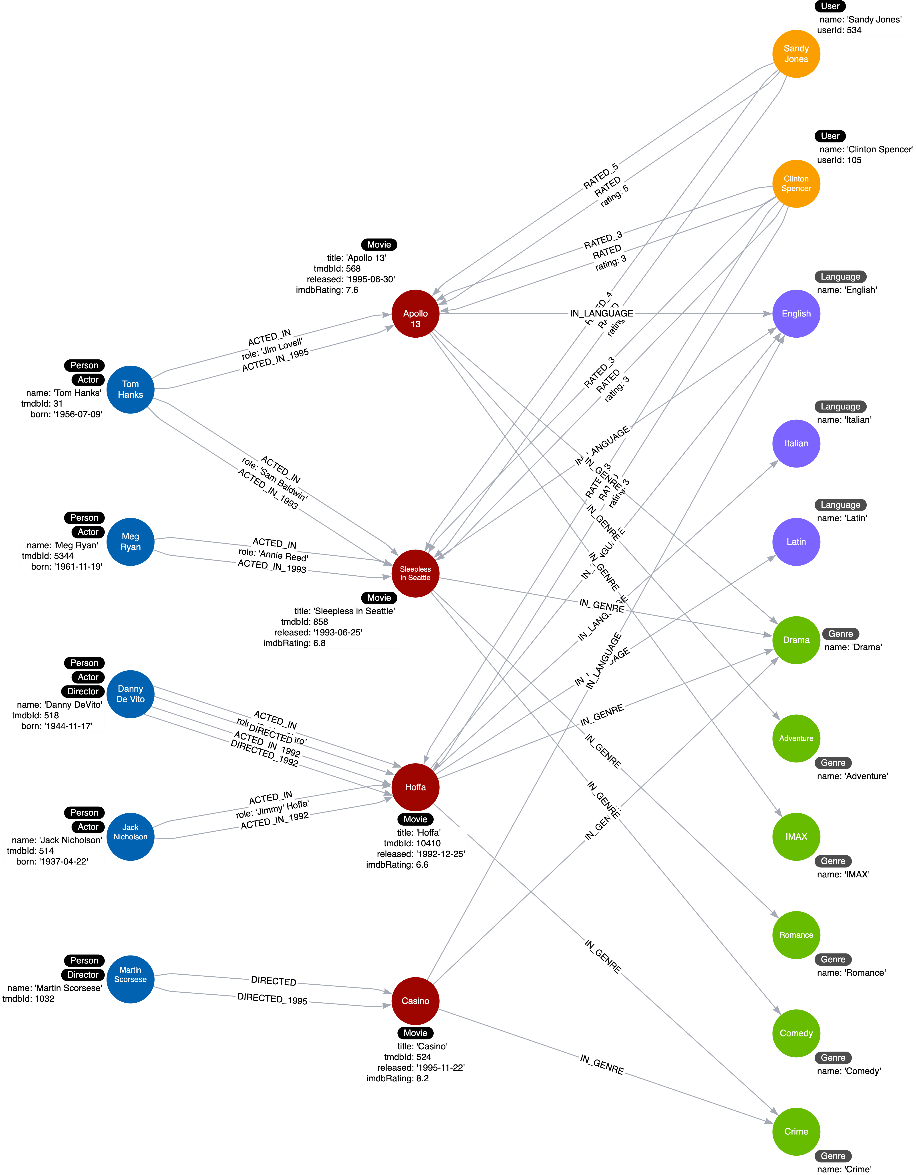 User
name: 'Sandy Jones'
userId: 534
Sandy
Jones
User
name: 'Clinton Spencer'
userId: 105
Clinton
Spencer
RATED_5
RATED
rating: 5
RATED_3
RATED
rating: 3
Movie
title: 'Apollo 13'
tmdbId: 568
released: '1995-06-30'
imdbRating: 7.6
Apollo
13
IN_LANGUAGE
Language
name: 'English'
English
RATED_4
ACTED_IN
role: 'Jim Lovell'
ACTED_IN_1995
Person
Actor
name: 'Tom Hanks'
tmdbId: 31
born: '1956-07-09'
Tom
Hanks
RATED_3
RATED
rating: 3
Language
name: 'Italian'
Italian
ACTED_IN
role: 'Sam Baldwin'
ACTED_IN_1993
IN_LANGUAGE
IN_GENRE
RATED_3
rating: 3
Language
name: 'Latin'
Latin
Person
Actor
name: 'Meg Ryan'
tmdbId: 5344
born: '1961-11-19'
Meg
Ryan
ACTED_IN
role: 'Annie Reed'
ACTED_IN_1993
IN_GENRE
IN_GENRE
Sleepless
in Seattle
Movie
title: 'Sleepless in Seattle'
tmdbId: 858
released: '1993-06-25'
imdbRating: 6.8
IN_GENRE
Drama
Genre
name: 'Drama'
IN_LANGUAGE
Person
Actor
Director
name: 'Danny DeVito'
tmdbId: 518
born: '1944-11-17'
Danny
De Vito
ACTED_IN
DIRECTED
ACTED_IN_1992
DIRECTED_1992
IN_GENRE
IN_GENRE
Adventure
Genre
name: 'Adventure'
Hoffa
Movie
title: 'Hoffa'
tmdbId: 10410
released: '1992-12-25'
imdbRating: 6.6
ACTED_IN
role: 'Jimmy' Hoffa'
ACTED_IN_1992
Person
Actor
name: 'Jack Nicholson'
tmdbId: 514
born: '1937-04-22'
Jack
Nicholson
IN_GENRE
IN_GENRE
IMAX
Genre
name: 'IMAX'
Romance
Genre
name: 'Romance'
IN_GENRE
Person
Director
name: 'Martin Scorsese'
tmdbId: 1032
Martin
Scorsese
DIRECTED
DIRECTED_1995
Casino
Movie
title: 'Casino'
tmdbId: 524
released: '1995-11-22'
imdbRating: 8.2
Comedy
Genre
name: 'Comedy'
IN_GENRE
Crime
Genre
name: 'Crime'